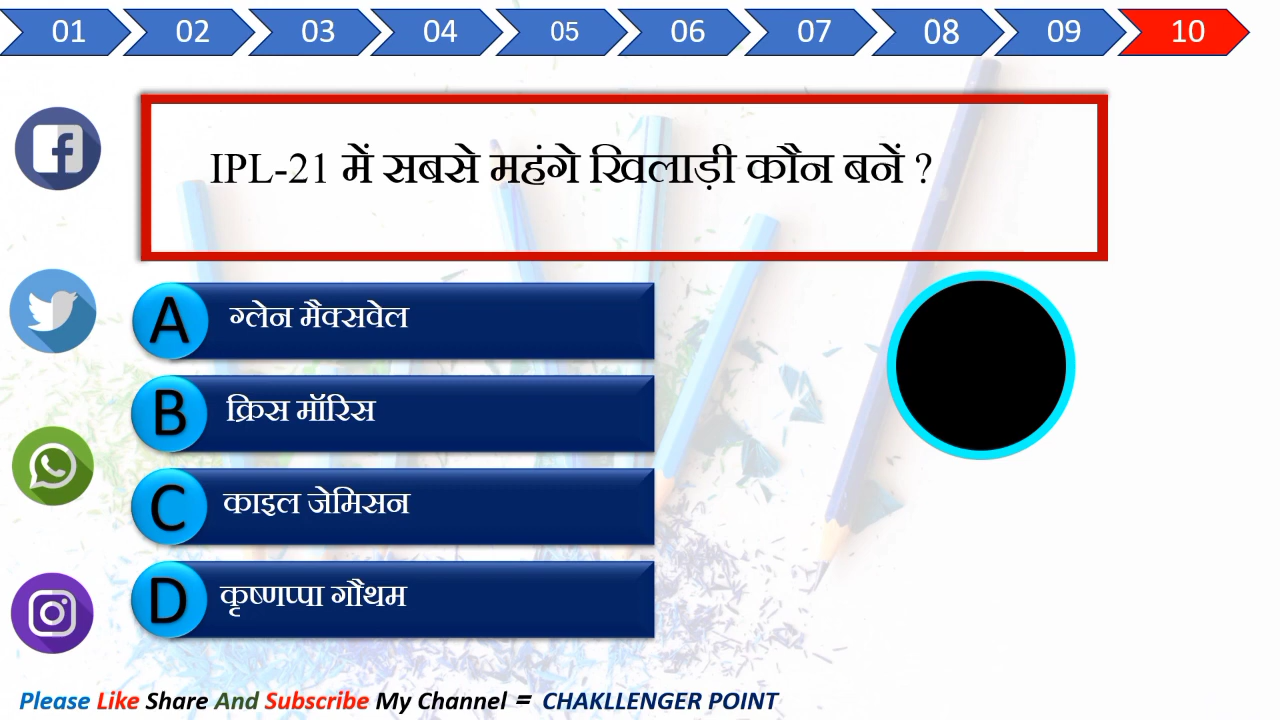 01 02 03 04 05 06 07 08 09 10
IPL-21 में सबसे महंगे खिलाड़ी कौन बनें ?
A ग्लेन मैक्सवेल
B क्रिस मॉरिस
C काइल जेमिसन
D कृष्णप्पा गौथम
Please Like Share And Subscribe My Channel = CHAKLLENGER POINT